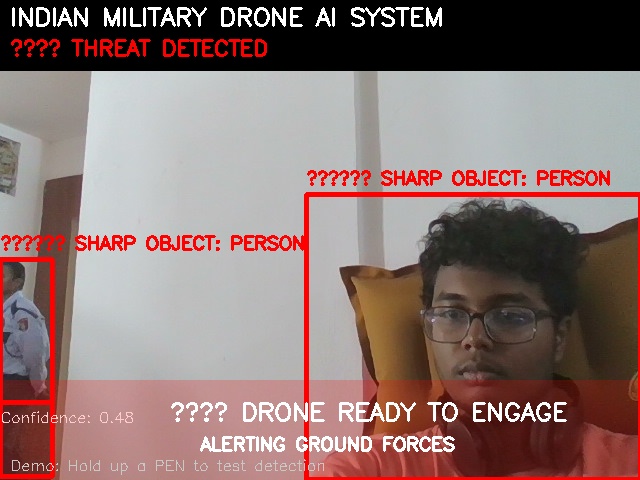 INDIAN MILITARY DRONE AI SYSTEM
???? THREAT DETECTED
?????? SHARP OBJECT: PERSON
?????? SHARP OBJECT: PERSON
Confidence: 0.48
???? DRONE READY TO ENGAGE
ALERTING GROUND FORCES
Demo: Hold up a PEN to test detection